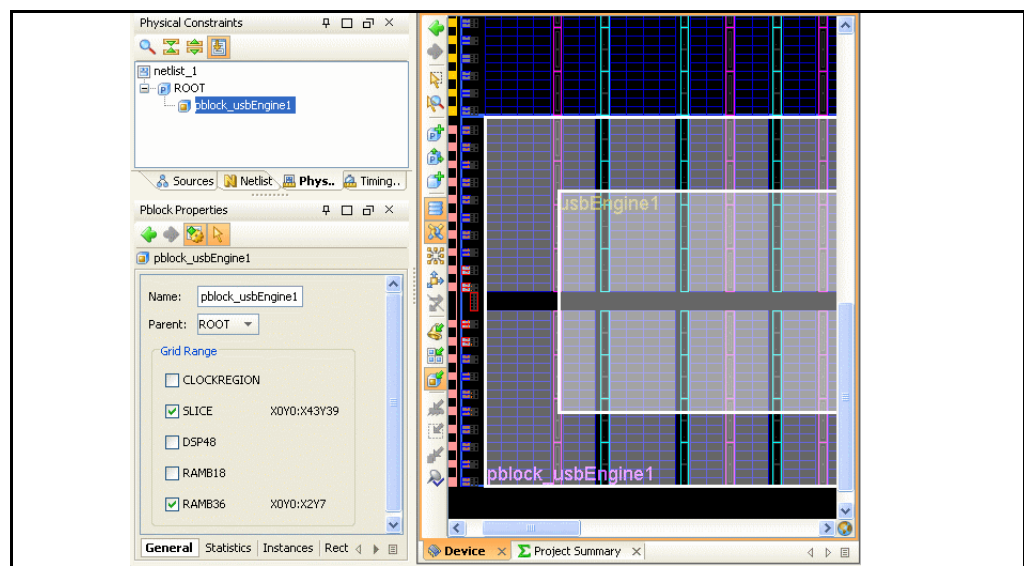 Physical Constraints
netlist_1
ROOT
pblock_usbEngine1
Sources Netlist Phys.. Timing..
Pblock Properties
pblock_usbEngine1
Name: pblock_usbEngine1
Parent: ROOT
Grid Range
CLOCKREGION
SLICE X0Y0:X43Y39
DSP48
RAMB18
RAMB36 X0Y0:X2Y7
General Statistics Instances Rect
usbEngine1
pblock_usbEngine1
Device Project Summary